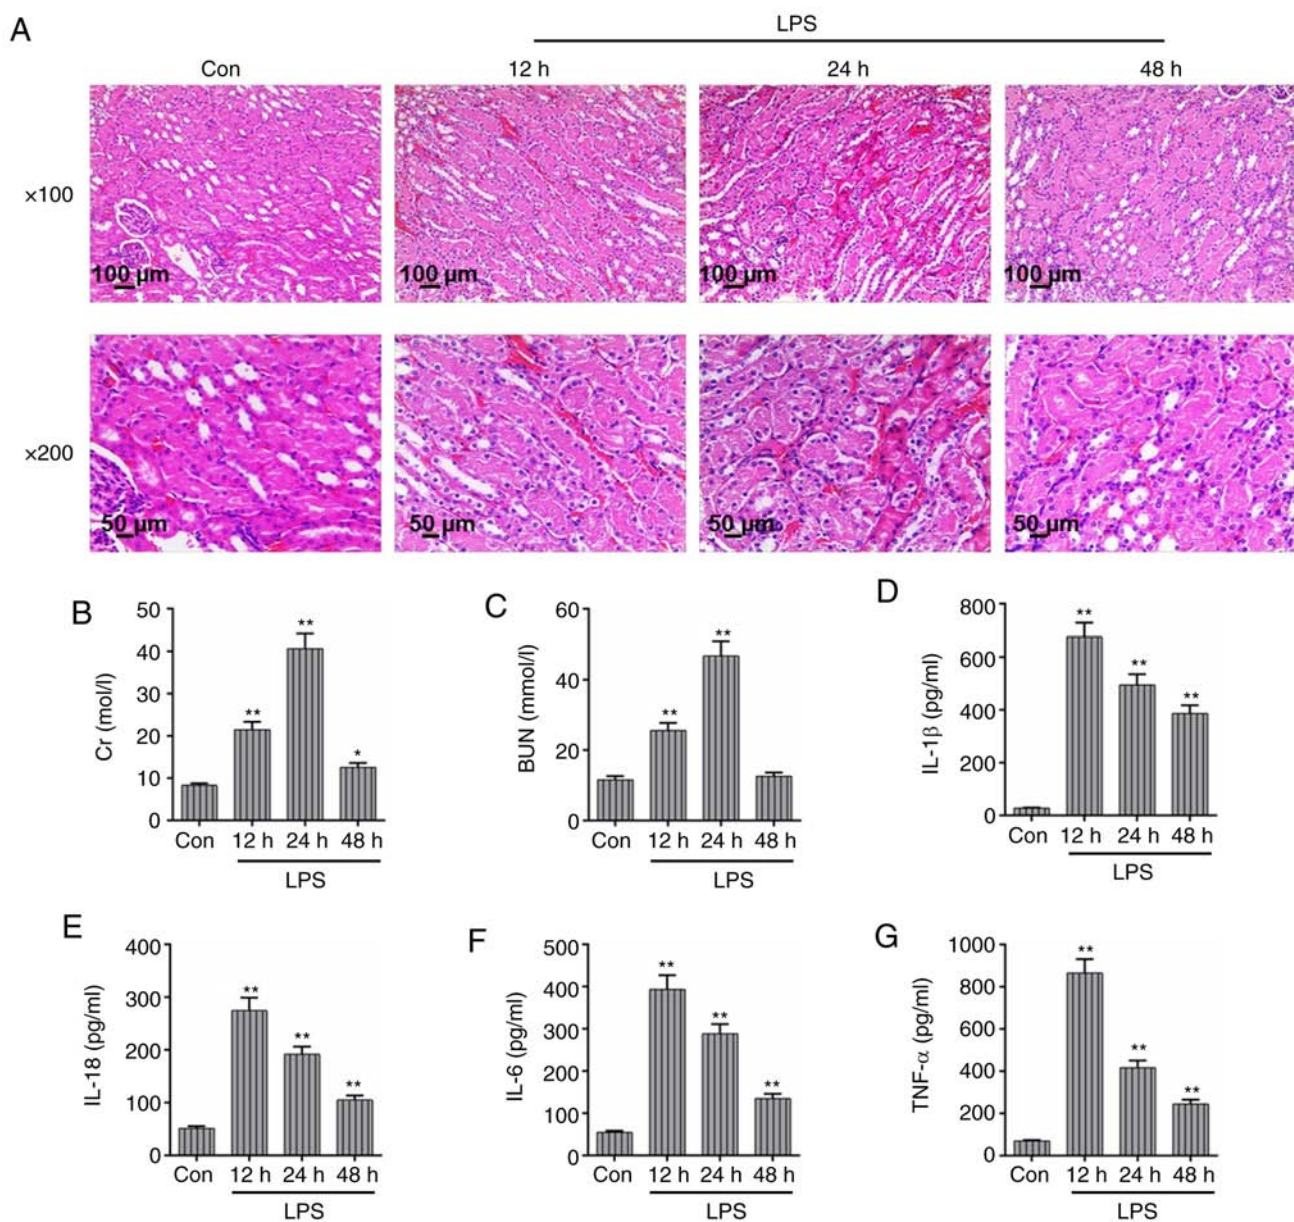 A
LPS
Con 12 h 24 h 48 h
×100
100 µm 100 µm 100 µm 100 µm
×200
50 µm 50 µm 50 µm 50 µm
B
Cr (mol/l)
50
40
30
20
10
0
** ** *
Con 12 h 24 h 48 h
LPS
C
BUN (mmol/l)
60
40
20
0
** **
Con 12 h 24 h 48 h
LPS
D
IL-1β (pg/ml)
800
600
400
200
0
** ** **
Con 12 h 24 h 48 h
LPS
E
IL-18 (pg/ml)
400
300
200
100
0
** ** **
Con 12 h 24 h 48 h
LPS
F
IL-6 (pg/ml)
500
400
300
200
100
0
** ** **
Con 12 h 24 h 48 h
LPS
G
TNF-α (pg/ml)
1000
800
600
400
200
0
** ** **
Con 12 h 24 h 48 h
LPS